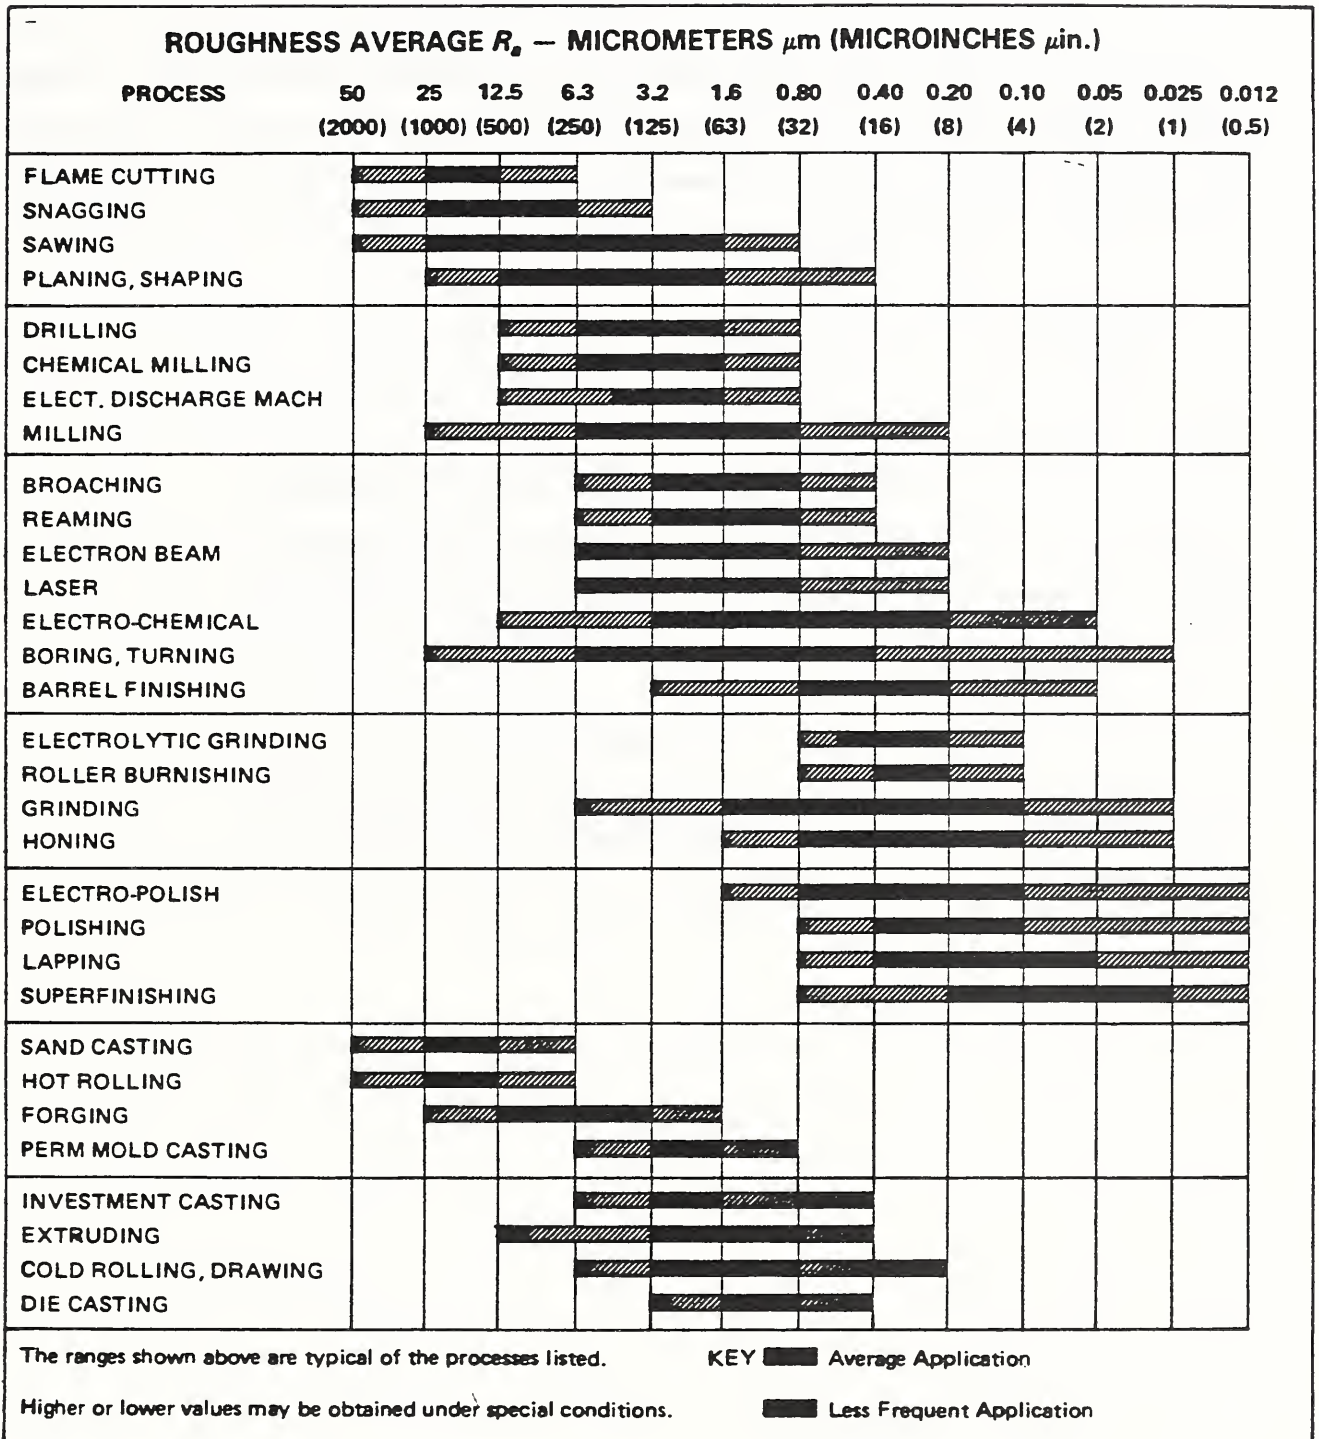 ROUGHNESS AVERAGE Ra — MICROMETERS μm (MICROINCHES μin.)
PROCESS 50 25 12.5 6.3 3.2 1.6 0.80 0.40 0.20 0.10 0.05 0.025 0.012
(2000) (1000) (500) (250) (125) (63) (32) (16) (8) (4) (2) (1) (0.5)
FLAME CUTTING
SNAGGING
SAWING
PLANING, SHAPING
DRILLING
CHEMICAL MILLING
ELECT. DISCHARGE MACH
MILLING
BROACHING
REAMING
ELECTRON BEAM
LASER
ELECTRO-CHEMICAL
BORING, TURNING
BARREL FINISHING
ELECTROLYTIC GRINDING
ROLLER BURNISHING
GRINDING
HONING
ELECTRO-POLISH
POLISHING
LAPPING
SUPERFINISHING
SAND CASTING
HOT ROLLING
FORGING
PERM MOLD CASTING
INVESTMENT CASTING
EXTRUDING
COLD ROLLING, DRAWING
DIE CASTING
The ranges shown above are typical of the processes listed. KEY Average Application
Higher or lower values may be obtained under special conditions. Less Frequent Application